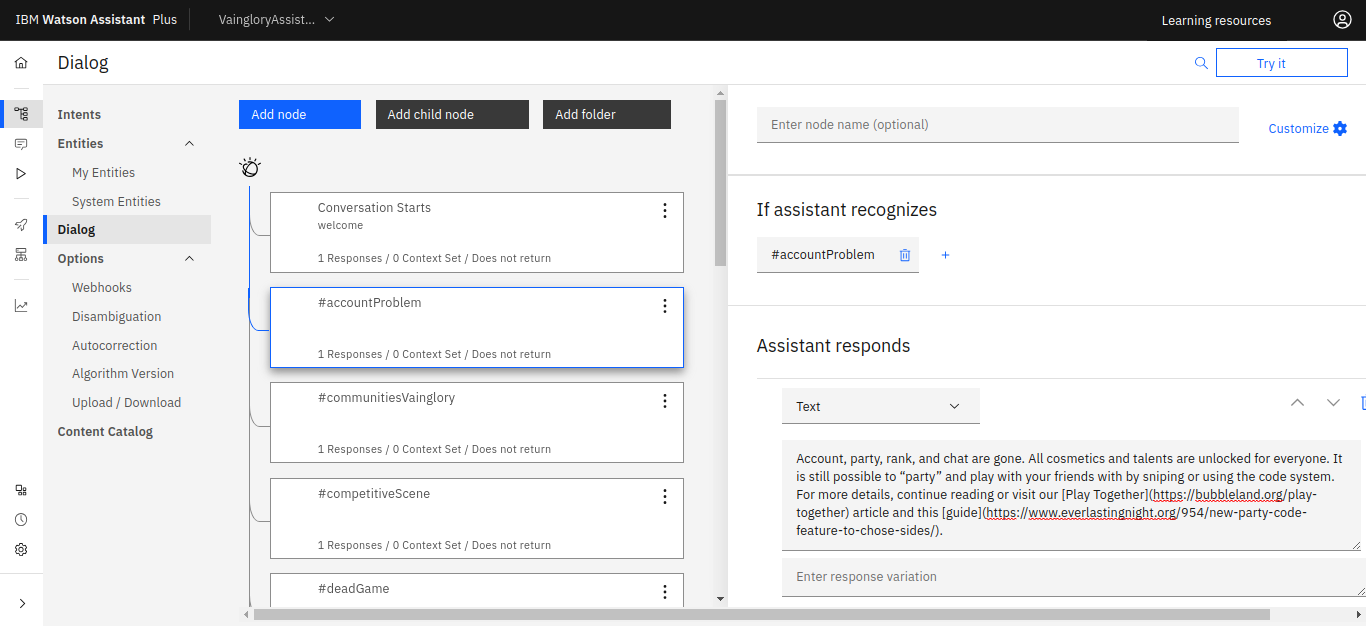 IBM Watson Assistant Plus
VaingloryAssist...
Learning resources
Dialog
Try it
Intents
Entities
My Entities
System Entities
Dialog
Options
Webhooks
Disambiguation
Autocorrection
Algorithm Version
Upload / Download
Content Catalog
Add node
Add child node
Add folder
Conversation Starts
welcome
1 Responses / 0 Context Set / Does not return
#accountProblem
1 Responses / 0 Context Set / Does not return
#communitiesVainglory
1 Responses / 0 Context Set / Does not return
#competitiveScene
1 Responses / 0 Context Set / Does not return
#deadGame
Enter node name (optional)
Customize
If assistant recognizes
#accountProblem
Assistant responds
Text
Account, party, rank, and chat are gone. All cosmetics and talents are unlocked for everyone. It
is still possible to “party” and play with your friends with by sniping or using the code system.
For more details, continue reading or visit our [Play Together](https://bubbleland.org/play-
together) article and this [guide](https://www.everlastingnight.org/954/new-party-code-
feature-to-chose-sides/).
Enter response variation